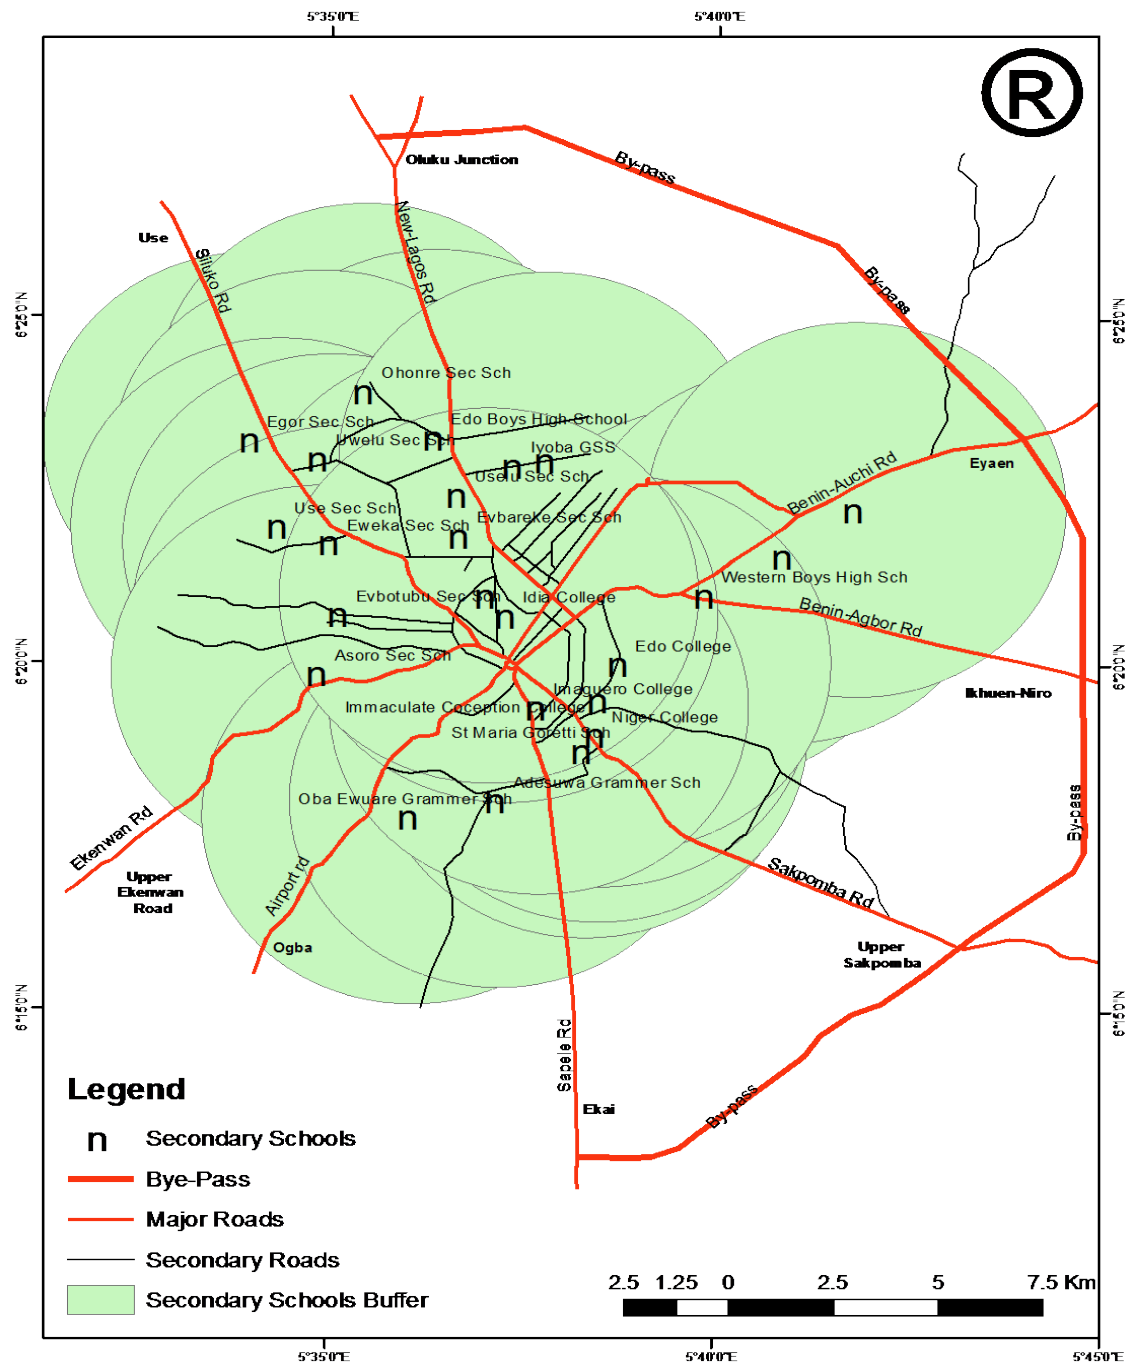 5°35'0"E
5°40'0"E
R
By-pass
Oluku Junction
New-Lagos Rd
Use
Siluko Rd
By-pass
6°25'0"N
6°25'0"N
Ohonre Sec Sch
n
Egor Sec Sch
Edo Boys High School
n
n
Uwelu Sec Sch
Iyoba GSS
n
n
n
Eyaen
Uselu Sec Sch
Benin-Auchi Rd
n
Use Sec Sch
n
n
Evbareke Sec Sch
Eweka Sec Sch
n
n
n
n
Western Boys High Sch
Evbotubu Sec Sch
n
Idia College
n
n
n
Benin-Agbor Rd
Edo College
Asoro Sec Sch
n
n
6°20'0"N
6°20'0"N
Imaguero College
Ikhuen-Niro
Immaculate Coception College
n
n
Niger College
St Maria Goretti Sch
n
n
Adesuwa Grammer Sch
Oba Ewuare Grammer Sch
n
n
By-pass
Ekenwan Rd
Airport rd
Sakpomba Rd
Upper
Ekenwan
Road
Ogba
Upper
Sakpomba
6°15'0"N
6°15'0"N
Sapele Rd
Ekai
By-pass
Legend
n Secondary Schools
Bye-Pass
Major Roads
Secondary Roads
Secondary Schools Buffer
2.5 1.25 0 2.5 5 7.5 Km
5°35'0"E
5°40'0"E
5°45'0"E